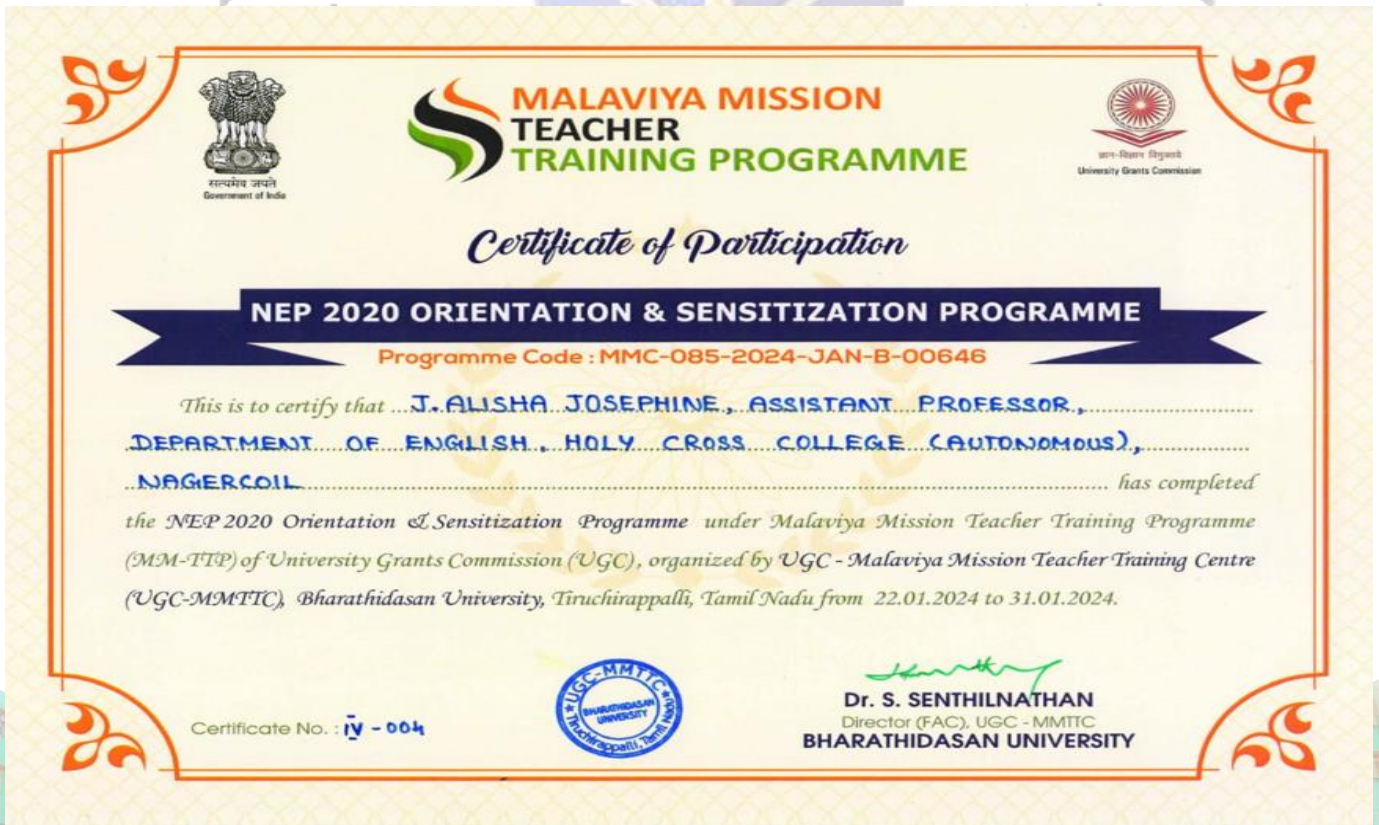 सत्यमेव जयते
Government of India
MALAVIYA MISSION
TEACHER
TRAINING PROGRAMME
ज्ञान-विज्ञान विमुक्तये
University Grants Commission
Certificate of Participation
NEP 2020 ORIENTATION & SENSITIZATION PROGRAMME
Programme Code : MMC-085-2024-JAN-B-00646
This is to certify that J. ALISHA JOSEPHINE, ASSISTANT PROFESSOR,
DEPARTMENT OF ENGLISH, HOLY CROSS COLLEGE (AUTONOMOUS),
NAGERCOIL has completed
the NEP 2020 Orientation & Sensitization Programme under Malaviya Mission Teacher Training Programme
(MM-TTP) of University Grants Commission (UGC), organized by UGC - Malaviya Mission Teacher Training Centre
(UGC-MMTTC), Bharathidasan University, Tiruchirappalli, Tamil Nadu from 22.01.2024 to 31.01.2024.
UGC-MMTTC
BHARATHIDASAN
UNIVERSITY
Tiruchirappalli, Tamil Nadu
Dr. S. SENTHILNATHAN
Director (FAC), UGC - MMTTC
BHARATHIDASAN UNIVERSITY
Certificate No. : iv - 004